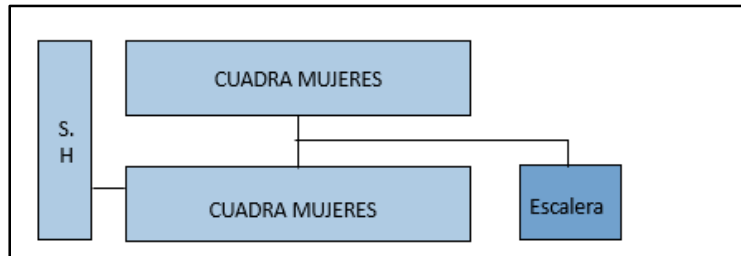 CUADRA MUJERES
S.
H
CUADRA MUJERES
Escalera